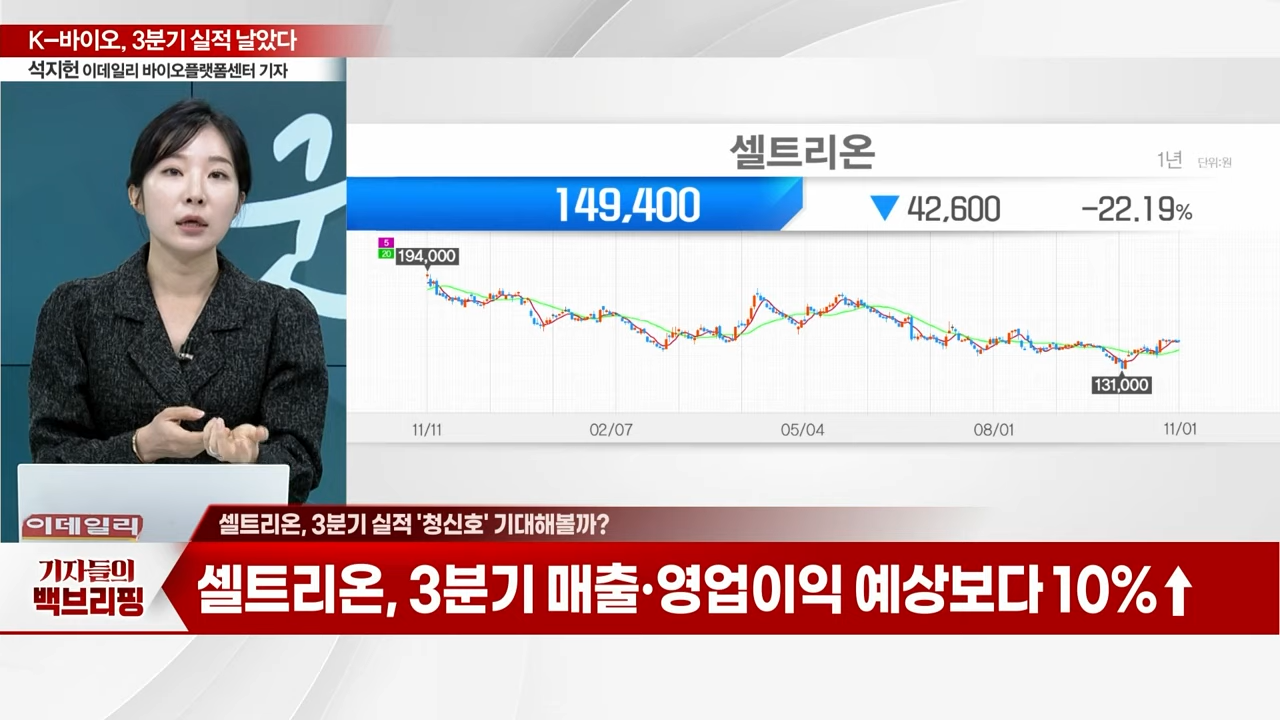 K-바이오, 3분기 실적 날았다
석지헌 이데일리 바이오플랫폼센터 기자
셀트리온
1년 단위:원
149,400 ▼ 42,600 -22.19%
5
20
194,000
131,000
11/11 02/07 05/04 08/01 11/01
이데일리
셀트리온, 3분기 실적 '청신호' 기대해볼까?
기자들의
백브리핑
셀트리온, 3분기 매출·영업이익 예상보다 10%↑